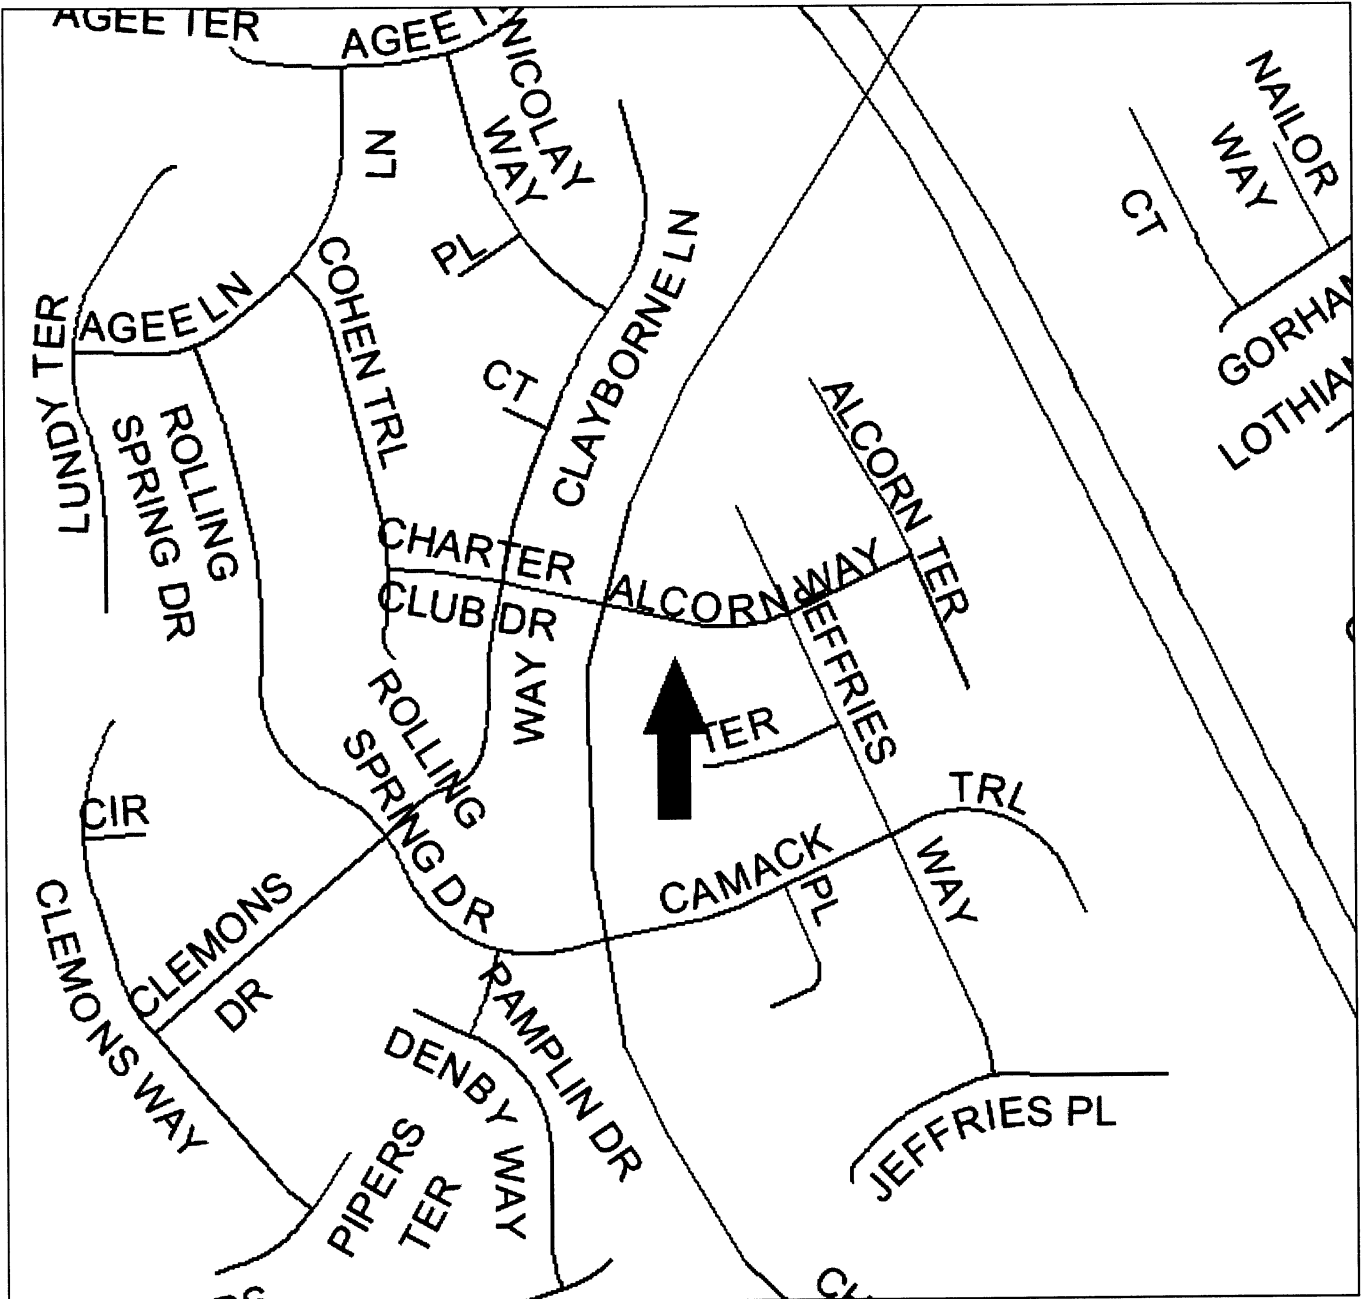 AGEE TER
AGEE
NICOLAY
WAY
LN
PL
CLAYBORNE LN
NAILOR
WAY
CT
GORHAM
LOTHIAN
LUNDY TER
AGEE LN
COHEN TRL
CT
ROLLING
SPRING DR
ALCORN TER
CHARTER
CLUB DR
ALCORN WAY
JEFFRIES
WAY
WAY
ROLLING
SPRING DR
TER
TRL
CIR
CAMACK
PL
CLEMONS
DR
CLEMONS WAY
PAMPLIN DR
DENBY WAY
JEFFRIES PL
PIPERS
TER